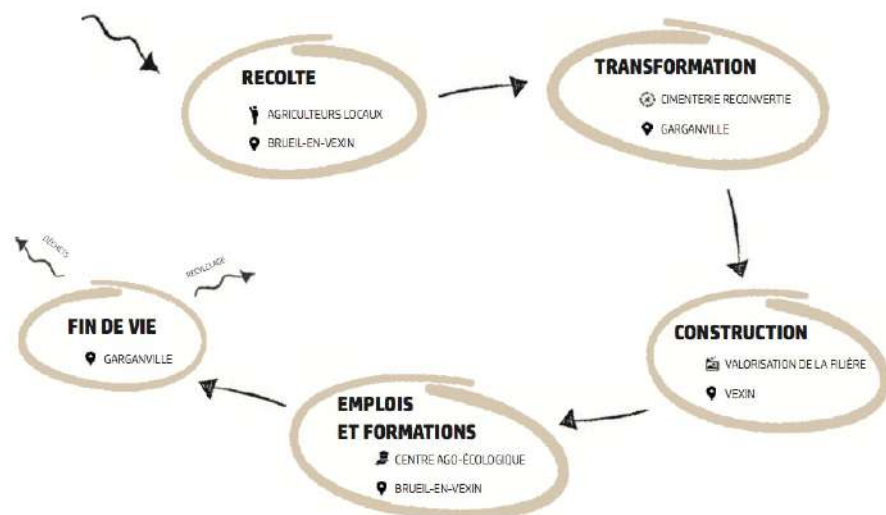 RECOLTE
AGRICULTEURS LOCAUX
BRUEIL-EN-VEXIN
TRANSFORMATION
CIMENTERIE RECONVERTIE
GARGANVILLE
CONSTRUCTION
VALORISATION DE LA FILIÈRE
VEXIN
EMPLOIS
ET FORMATIONS
CENTRE AGO-ÉCOLOGIQUE
BRUEIL-EN-VEXIN
FIN DE VIE
GARGANVILLE
DÉCHETS
RECYLCLAGE